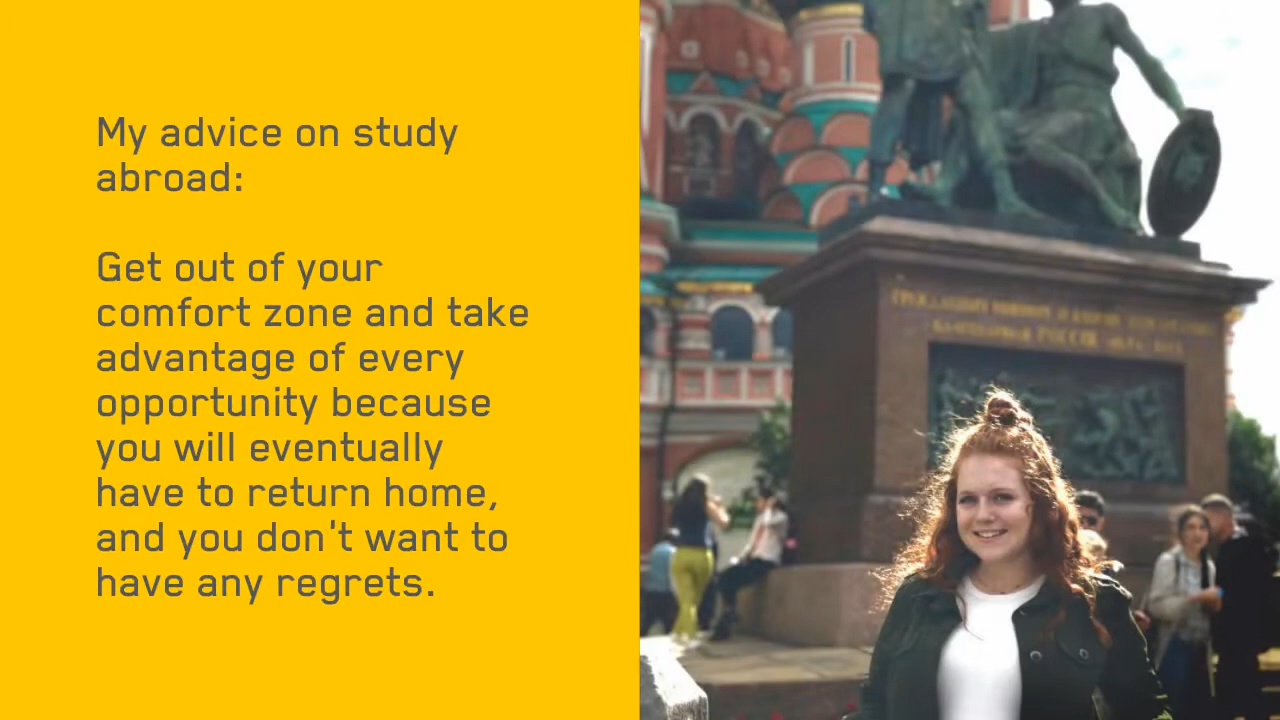 My advice on study
abroad:
Get out of your
comfort zone and take
advantage of every
opportunity because
you will eventually
have to return home,
and you don't want to
have any regrets.